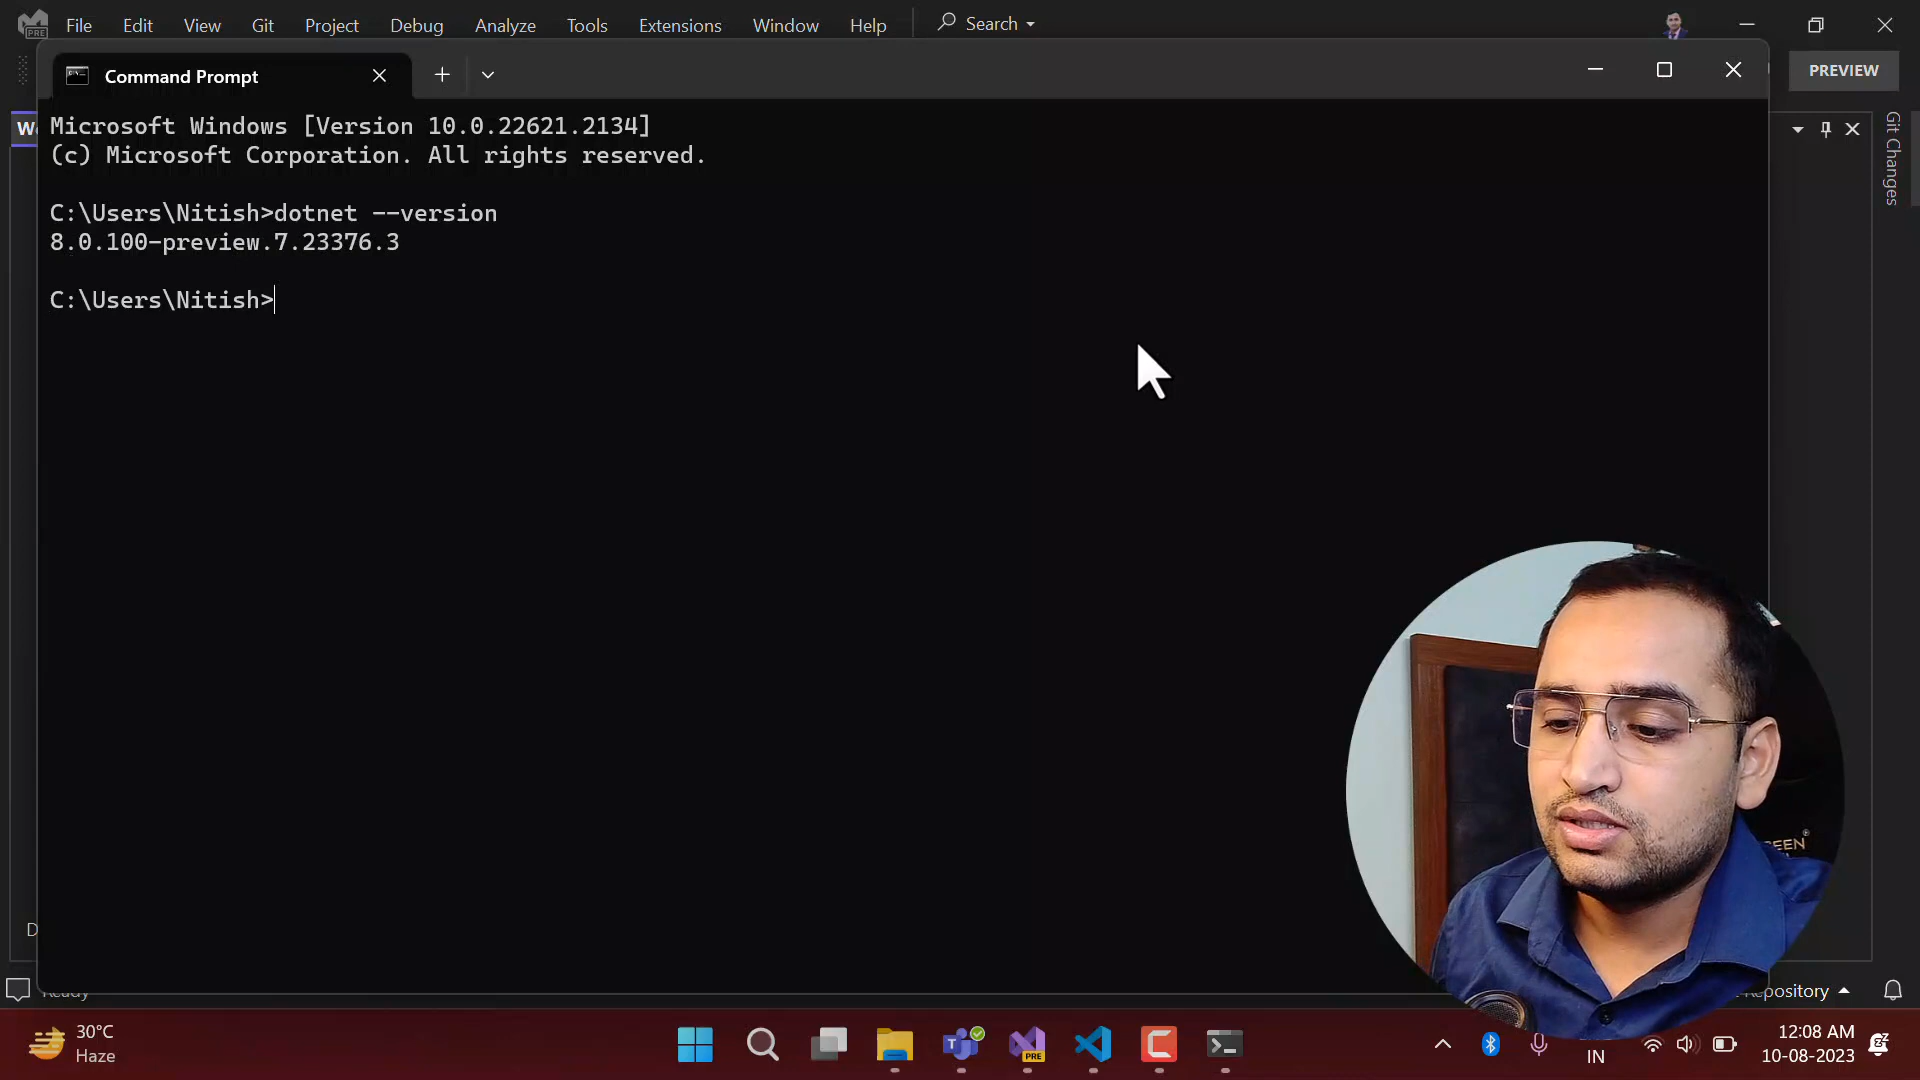 File Edit View Git Project Debug Analyze Tools Extensions Window Help Search
PRE
Command Prompt
PREVIEW
Microsoft Windows [Version 10.0.22621.2134]
(c) Microsoft Corporation. All rights reserved.
C:\Users\Nitish>dotnet --version
8.0.100-preview.7.23376.3
C:\Users\Nitish>
Git Changes
30°C
Haze
PRE
IN
12:08 AM
10-08-2023